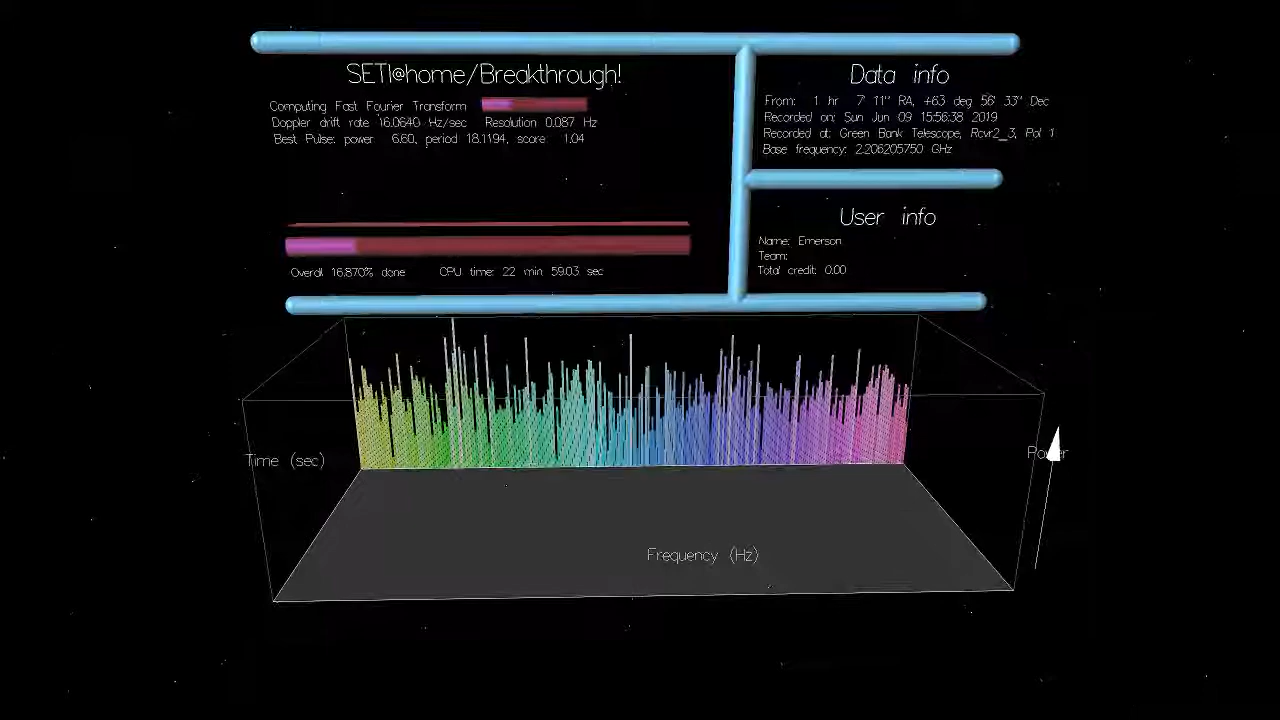 SETI@home/Breakthrough!
Computing Fast Fourier Transform
Doppler drift rate 16.0640 Hz/sec Resolution 0.087 Hz
Best Pulse: power 6.60, period 18.1194, score 1.04
Overall 16.870% done CPU time: 22 min 59.03 sec
Data info
From: 1 hr 7' 11'' RA, +63 deg 56' 33'' Dec
Recorded on: Sun Jun 09 15:56:38 2019
Recorded at: Green Bank Telescope, Rcvr2_3, Pol 1
Base frequency: 2.206205750 GHz
User info
Name: Emerson
Team:
Total credit: 0.00
Time (sec)
Power
Frequency (Hz)